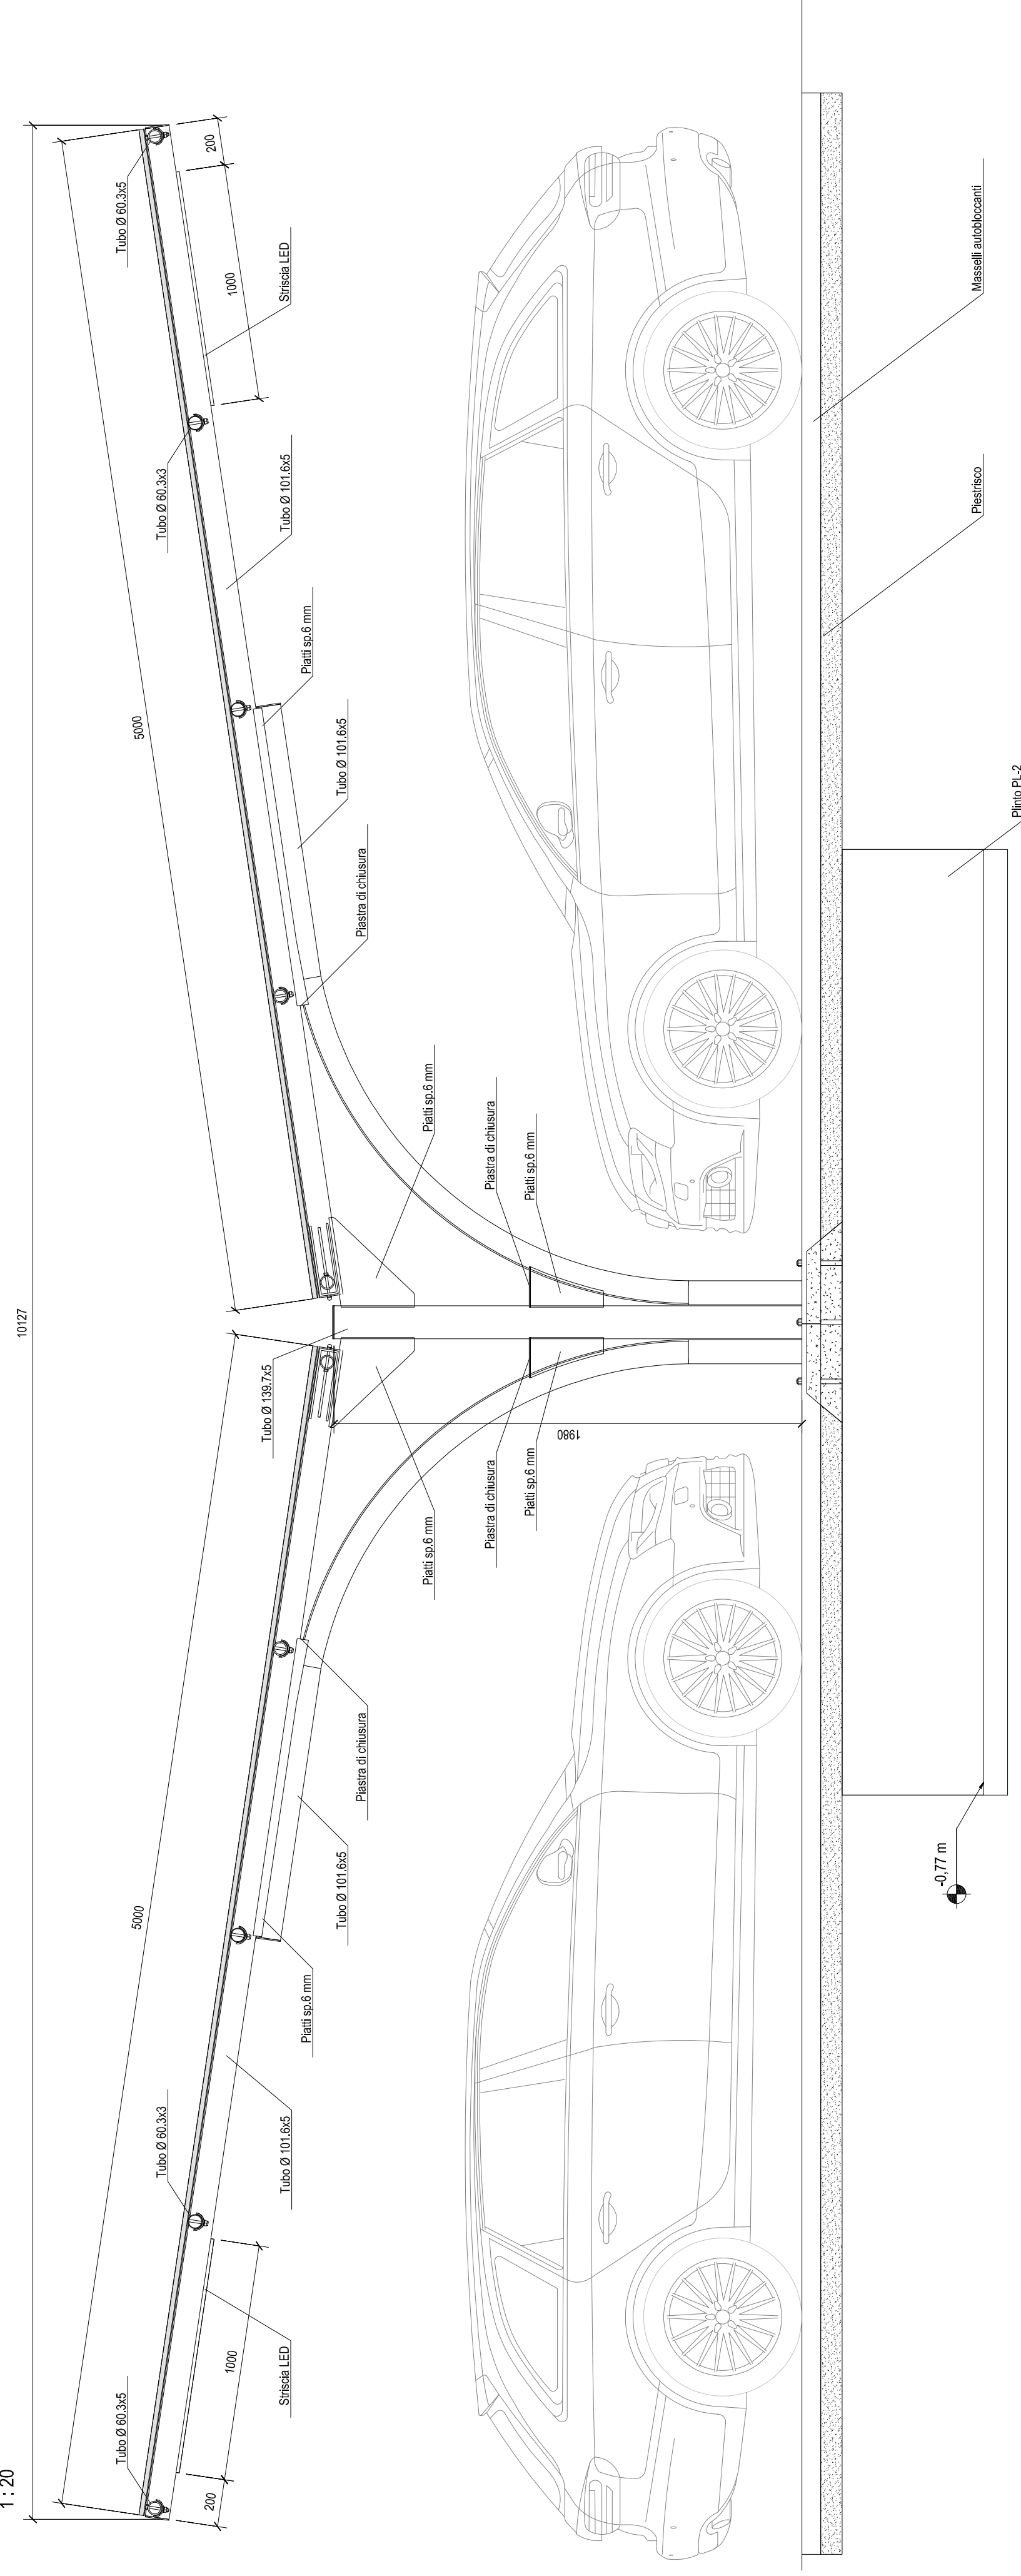 1 : 20
10127
Tubo Ø 60.3x5
5000
5000
Tubo Ø 60.3x5
Tubo Ø 60.3x3
Tubo Ø 60.3x3
200
1000
1000
200
Tubo Ø 139.7x5
Striscia LED
Tubo Ø 101.6x5
Tubo Ø 101.6x5
Striscia LED
Piatti sp.6 mm
Piatti sp.6 mm
Tubo Ø 101.6x5
Tubo Ø 101.6x5
Piastra di chiusura
Piastra di chiusura
Piatti sp.6 mm
Piatti sp.6 mm
Piastra di chiusura
Piastra di chiusura
Piatti sp.6 mm
Piatti sp.6 mm
1980
-0,77 m
Piestrisco
Masselli autobloccanti
Plinto PL-2